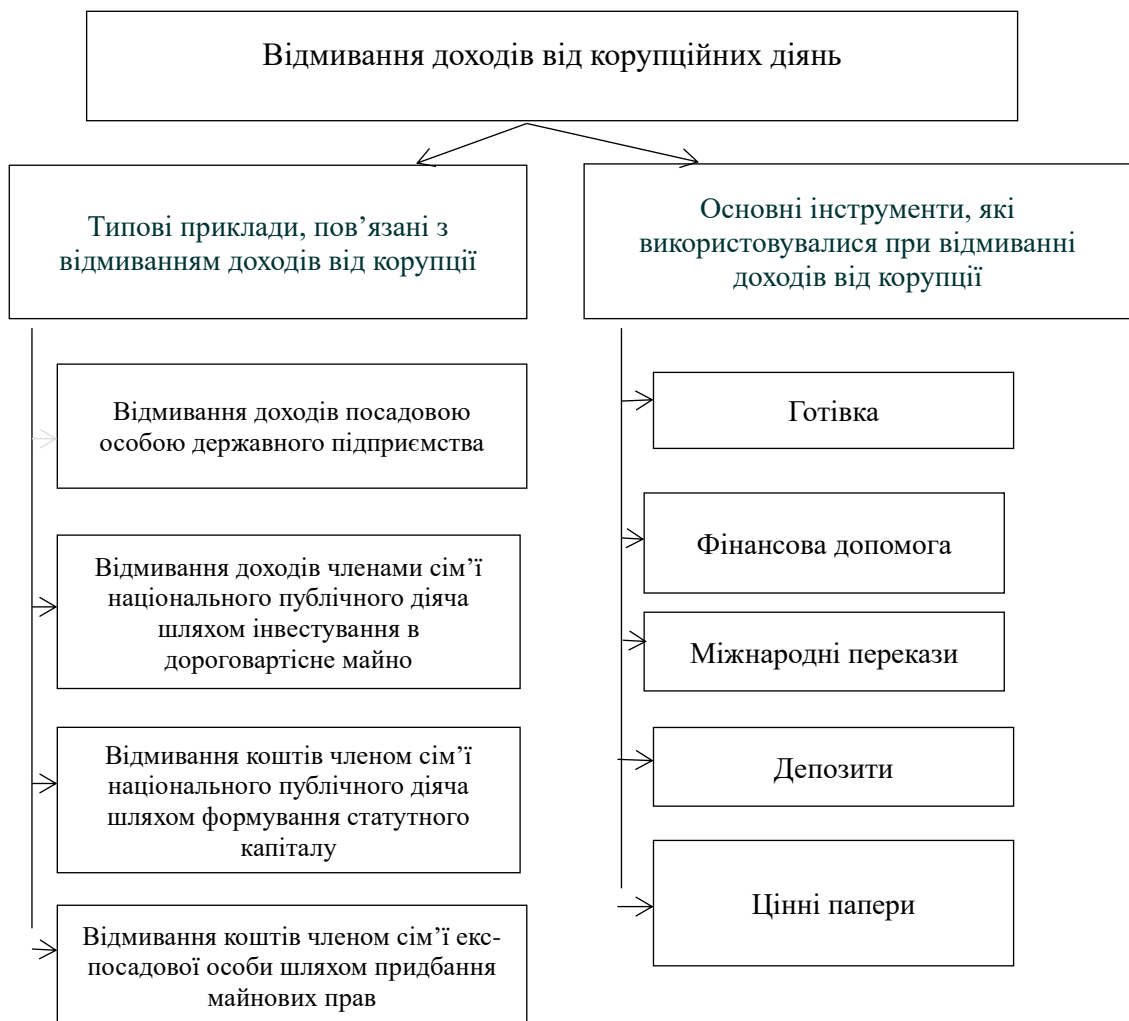 Відмивання доходів від корупційних діянь
Типові приклади, пов’язані з
відмиванням доходів від корупції
Основні інструменти, які
використовувалися при відмиванні
доходів від корупції
Відмивання доходів посадовою
особою державного підприємства
Відмивання доходів членами сім’ї
національного публічного діяча
шляхом інвестування в
дороговартісне майно
Відмивання коштів членом сім’ї
національного публічного діяча
шляхом формування статутного
капіталу
Відмивання коштів членом сім’ї екс-
посадової особи шляхом придбання
майнових прав
Готівка
Фінансова допомога
Міжнародні перекази
Депозити
Цінні папери